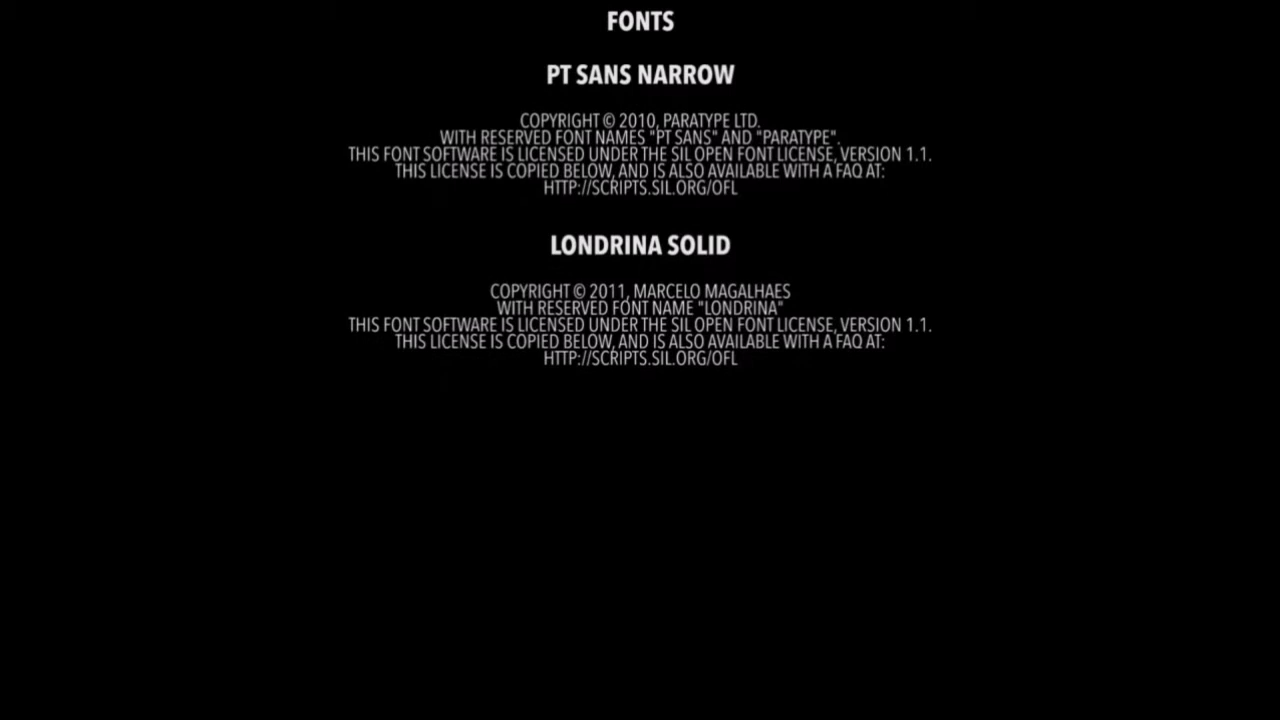 FONTS
PT SANS NARROW
COPYRIGHT © 2010, PARATYPE LTD.
WITH RESERVED FONT NAMES "PT SANS" AND "PARATYPE".
THIS FONT SOFTWARE IS LICENSED UNDER THE SIL OPEN FONT LICENSE, VERSION 1.1.
THIS LICENSE IS COPIED BELOW, AND IS ALSO AVAILABLE WITH A FAQ AT:
HTTP://SCRIPTS.SIL.ORG/OFL
LONDRINA SOLID
COPYRIGHT © 2011, MARCELO MAGALHAES
WITH RESERVED FONT NAME "LONDRINA"
THIS FONT SOFTWARE IS LICENSED UNDER THE SIL OPEN FONT LICENSE, VERSION 1.1.
THIS LICENSE IS COPIED BELOW, AND IS ALSO AVAILABLE WITH A FAQ AT:
HTTP://SCRIPTS.SIL.ORG/OFL